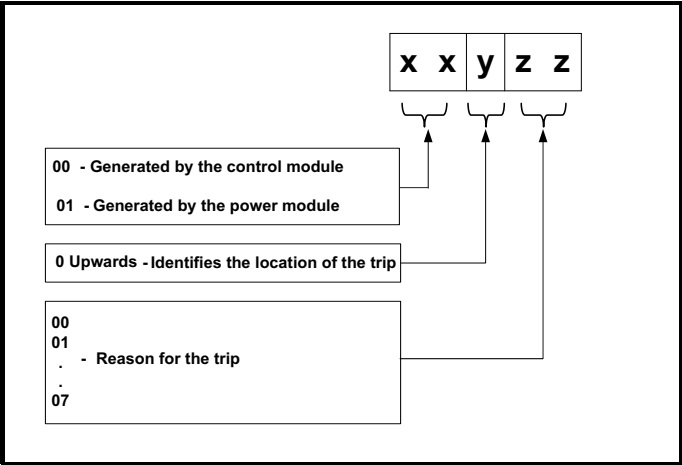 x x y z z
00 - Generated by the control module
01 - Generated by the power module
0 Upwards - Identifies the location of the trip
00
01
.
- Reason for the trip
.
07